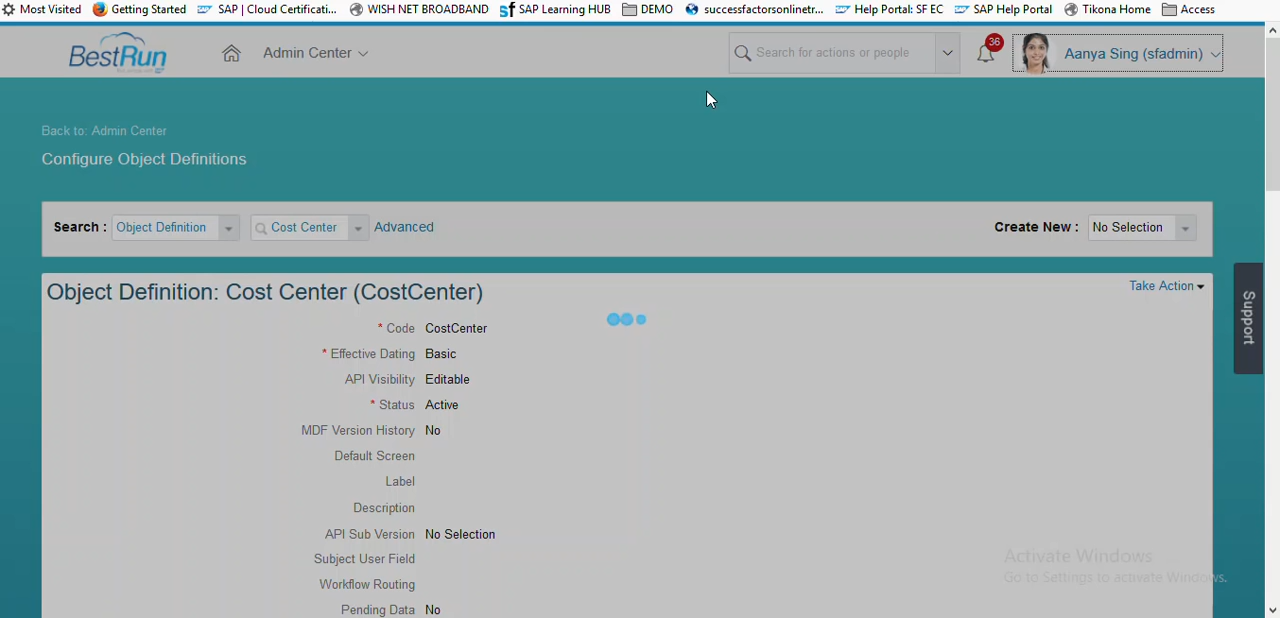 Most Visited Getting Started SAP | Cloud Certificati... WISH NET BROADBAND SAP Learning HUB DEMO successfactorsonlinetr... Help Portal: SF EC SAP Help Portal Tikona Home Access
BestRun Admin Center Search for actions or people 36 Aanya Sing (sfadmin)
Back to: Admin Center
Configure Object Definitions
Search : Object Definition Cost Center Advanced Create New : No Selection
Object Definition: Cost Center (CostCenter) Take Action
* Code CostCenter
* Effective Dating Basic
API Visibility Editable
* Status Active
MDF Version History No
Default Screen
Label
Description
API Sub Version No Selection
Subject User Field
Workflow Routing
Pending Data No
Support
Activate Windows
Go to Settings to activate Windows.